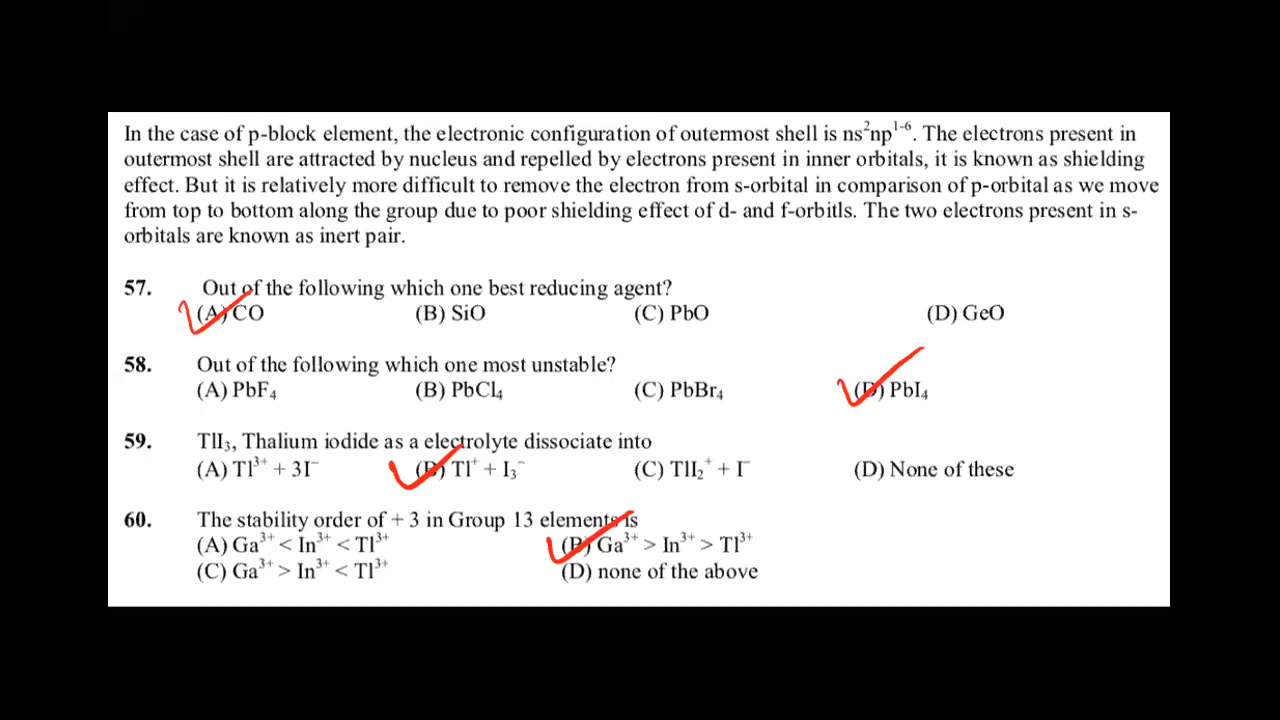 In the case of p-block element, the electronic configuration of outermost shell is ns²np¹⁻⁶. The electrons present in
outermost shell are attracted by nucleus and repelled by electrons present in inner orbitals, it is known as shielding
effect. But it is relatively more difficult to remove the electron from s-orbital in comparison of p-orbital as we move
from top to bottom along the group due to poor shielding effect of d- and f-orbitls. The two electrons present in s-
orbitals are known as inert pair.
57. Out of the following which one best reducing agent?
(A) CO (B) SiO (C) PbO (D) GeO
58. Out of the following which one most unstable?
(A) PbF₄ (B) PbCl₄ (C) PbBr₄ (D) PbI₄
59. TlI₃, Thalium iodide as a electrolyte dissociate into
(A) Tl³⁺ + 3I⁻ (B) Tl⁺ + I₃⁻ (C) TlI₂⁺ + I⁻ (D) None of these
60. The stability order of + 3 in Group 13 elements is
(A) Ga³⁺ < In³⁺ < Tl³⁺ (B) Ga³⁺ > In³⁺ > Tl³⁺
(C) Ga³⁺ > In³⁺ < Tl³⁺ (D) none of the above